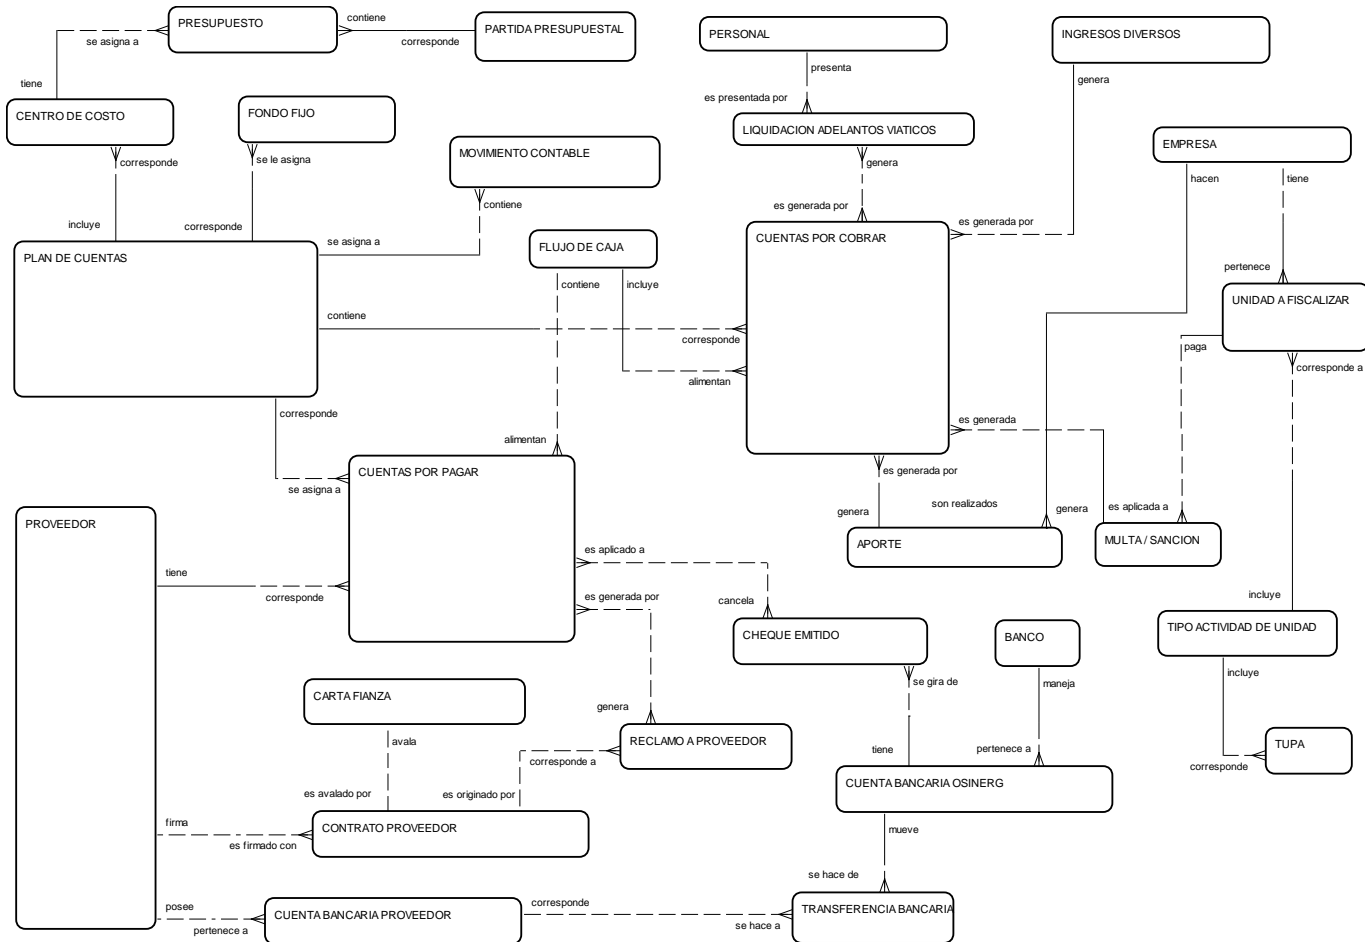 contiene
PRESUPUESTO
PARTIDA PRESUPUESTAL
se asigna a
corresponde
PERSONAL
INGRESOS DIVERSOS
presenta
genera
tiene
es presentada por
CENTRO DE COSTO
FONDO FIJO
LIQUIDACION ADELANTOS VIATICOS
corresponde
se le asigna
MOVIMIENTO CONTABLE
genera
EMPRESA
hacen
tiene
contiene
es generada por
es generada por
incluye
corresponde
se asigna a
PLAN DE CUENTAS
FLUJO DE CAJA
CUENTAS POR COBRAR
contiene
incluye
pertenece
UNIDAD A FISCALIZAR
contiene
corresponde
paga
corresponde a
alimentan
corresponde
es generada
alimentan
CUENTAS POR PAGAR
es generada por
se asigna a
son realizados
genera
genera
es aplicada a
PROVEEDOR
APORTE
MULTA / SANCION
es aplicado a
tiene
corresponde
es generada por
cancela
incluye
CHEQUE EMITIDO
BANCO
TIPO ACTIVIDAD DE UNIDAD
se gira de
maneja
incluye
CARTA FIANZA
genera
avala
RECLAMO A PROVEEDOR
TUPA
corresponde a
tiene
pertenece a
corresponde
CUENTA BANCARIA OSINERG
es avalado por
es originado por
firma
CONTRATO PROVEEDOR
mueve
es firmado con
se hace de
posee
corresponde
CUENTA BANCARIA PROVEEDOR
TRANSFERENCIA BANCARIA
pertenece a
se hace a